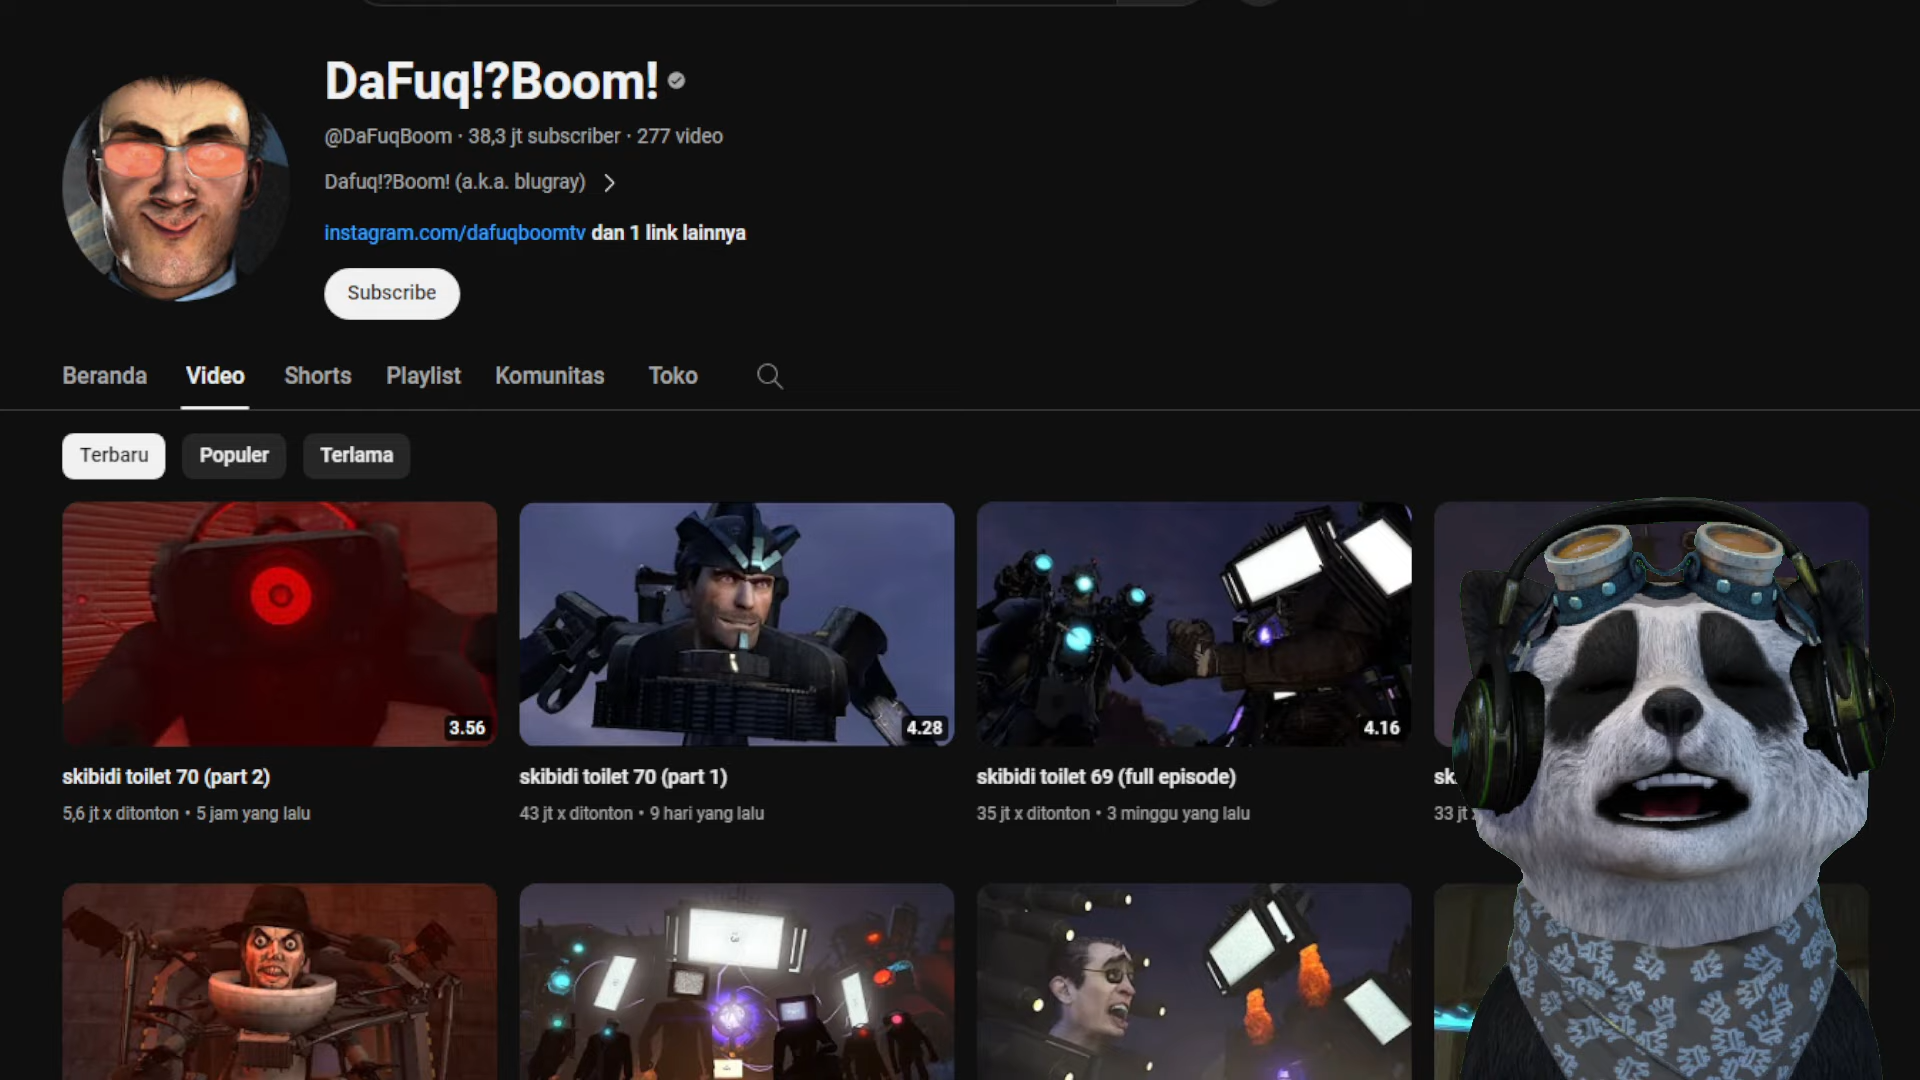 DaFuq!?Boom!
@DaFuqBoom · 38,3 jt subscriber · 277 video
Dafuq!?Boom! (a.k.a. blugray)
instagram.com/dafuqboomtv dan 1 link lainnya
Subscribe
Beranda Video Shorts Playlist Komunitas Toko
Terbaru Populer Terlama
3.56 4.28 4.16
skibidi toilet 70 (part 2) skibidi toilet 70 (part 1) skibidi toilet 69 (full episode) sk
5,6 jt x ditonton • 5 jam yang lalu 43 jt x ditonton • 9 hari yang lalu 35 jt x ditonton • 3 minggu yang lalu 33 jt